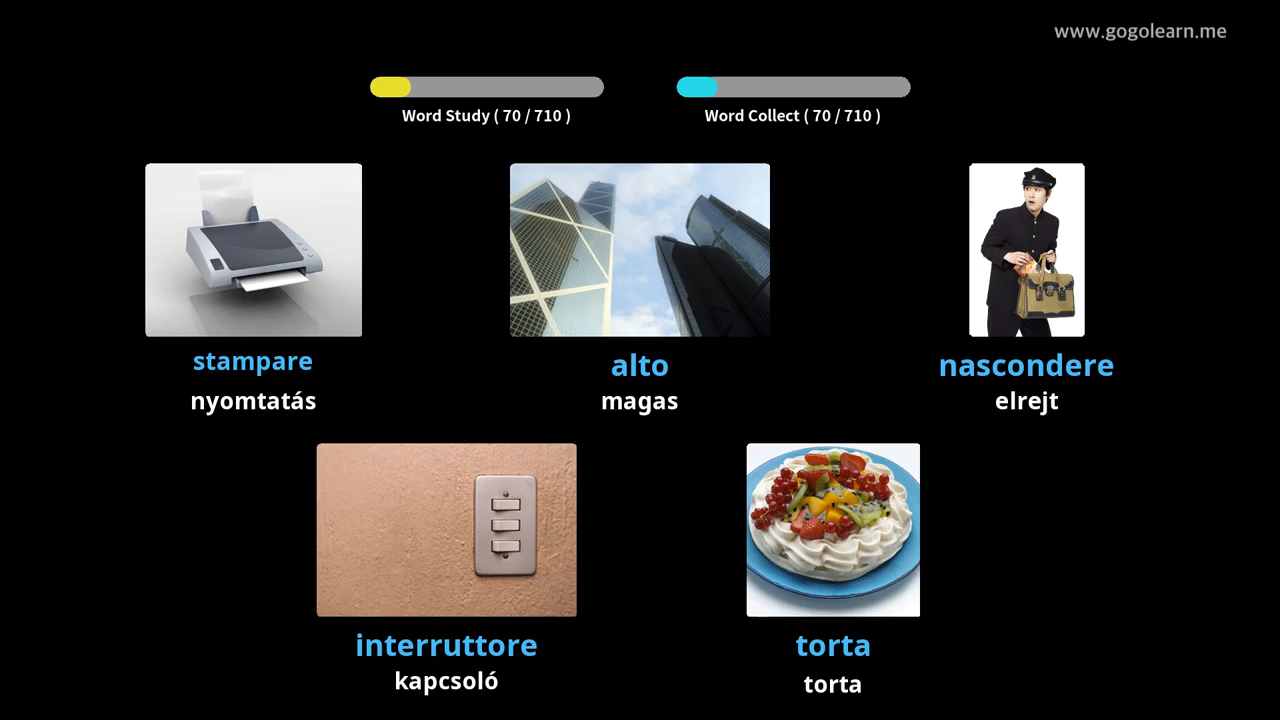 www.gogolearn.me
Word Study ( 70 / 710 )
Word Collect ( 70 / 710 )
stampare
nyomtatás
alto
magas
nascondere
elrejt
interruttore
kapcsoló
torta
torta